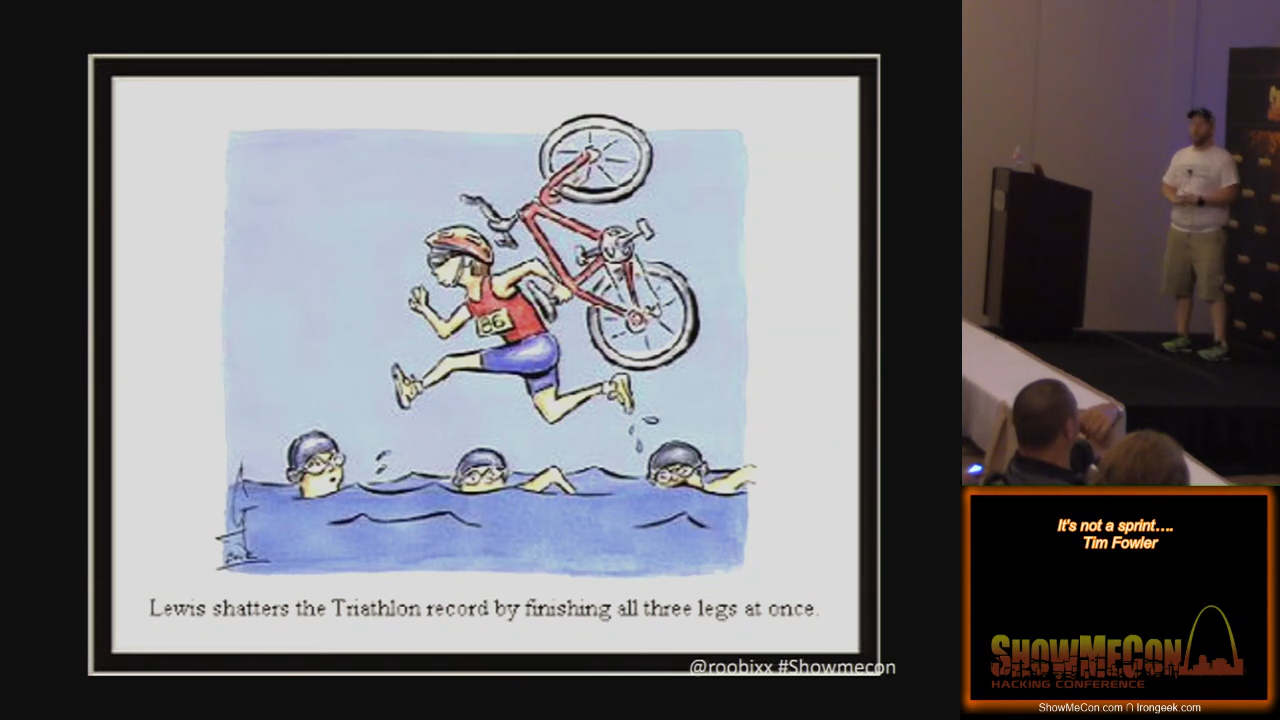 86
Lewis shatters the Triathlon record by finishing all three legs at once.
@roobixx #Showmecon
It's not a sprint....
Tim Fowler
SHOWMECON
HACKING CONFERENCE
ShowMeCon.com ∩ Irongeek.com